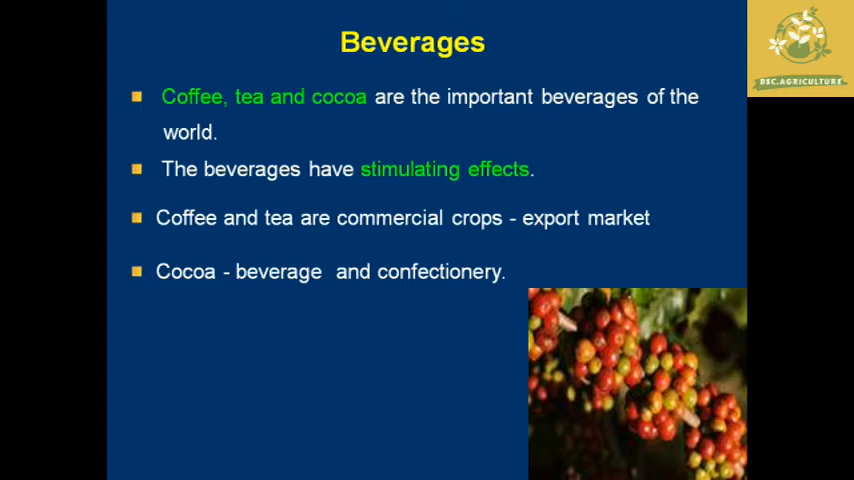 Beverages
Coffee, tea and cocoa are the important beverages of the
world.
The beverages have stimulating effects.
Coffee and tea are commercial crops - export market
Cocoa - beverage and confectionery.
BSC.AGRICULTURE